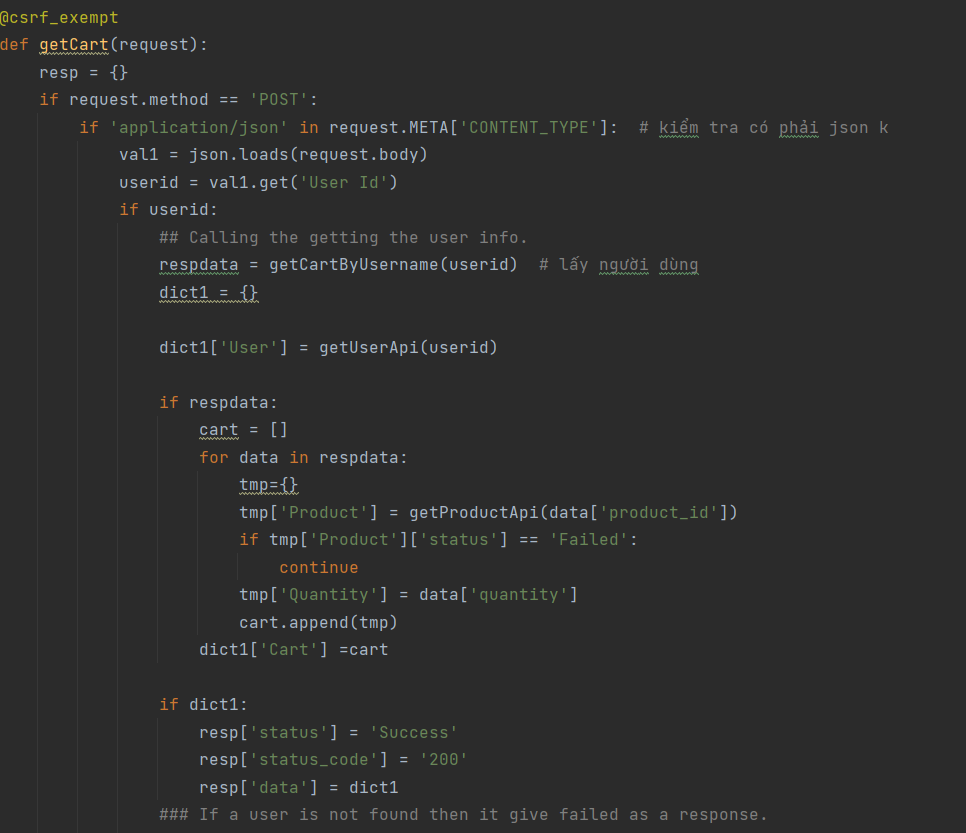 @csrf_exempt
def getCart(request):
    resp = {}
    if request.method == 'POST':
        if 'application/json' in request.META['CONTENT_TYPE']:  # kiểm tra có phải json k
            val1 = json.loads(request.body)
            userid = val1.get('User Id')
            if userid:
                ## Calling the getting the user info.
                respdata = getCartByUsername(userid)  # lấy người dùng
                dict1 = {}

                dict1['User'] = getUserApi(userid)

                if respdata:
                    cart = []
                    for data in respdata:
                        tmp={}
                        tmp['Product'] = getProductApi(data['product_id'])
                        if tmp['Product']['status'] == 'Failed':
                            continue
                        tmp['Quantity'] = data['quantity']
                        cart.append(tmp)
                    dict1['Cart'] =cart

                if dict1:
                    resp['status'] = 'Success'
                    resp['status_code'] = '200'
                    resp['data'] = dict1
                ### If a user is not found then it give failed as a response.